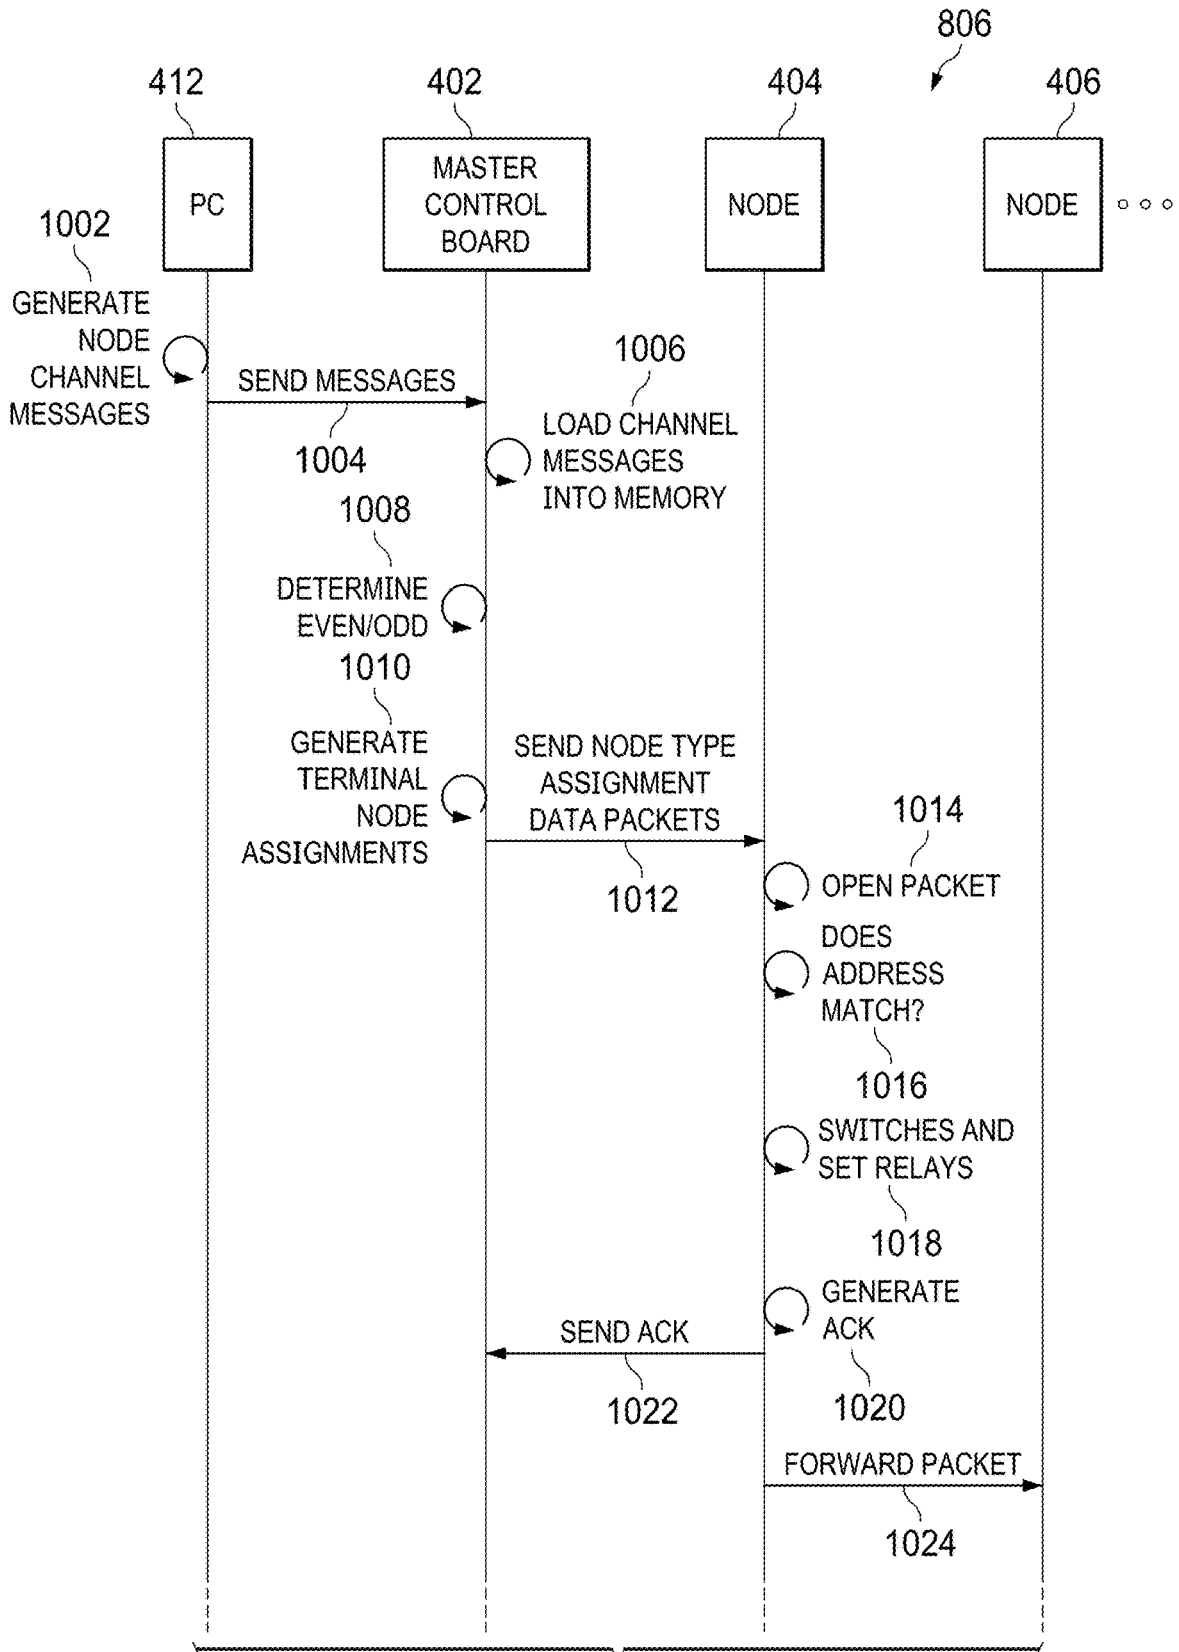 806
412
402
404
406
PC
MASTER
CONTROL
BOARD
NODE
NODE
1002
GENERATE
NODE
CHANNEL
MESSAGES
SEND MESSAGES
1004
1006
LOAD CHANNEL
MESSAGES
INTO MEMORY
1008
DETERMINE
EVEN/ODD
1010
GENERATE
TERMINAL
NODE
ASSIGNMENTS
SEND NODE TYPE
ASSIGNMENT
DATA PACKETS
1012
1014
OPEN PACKET
DOES
ADDRESS
MATCH?
1016
SWITCHES AND
SET RELAYS
1018
GENERATE
ACK
1020
SEND ACK
1022
FORWARD PACKET
1024